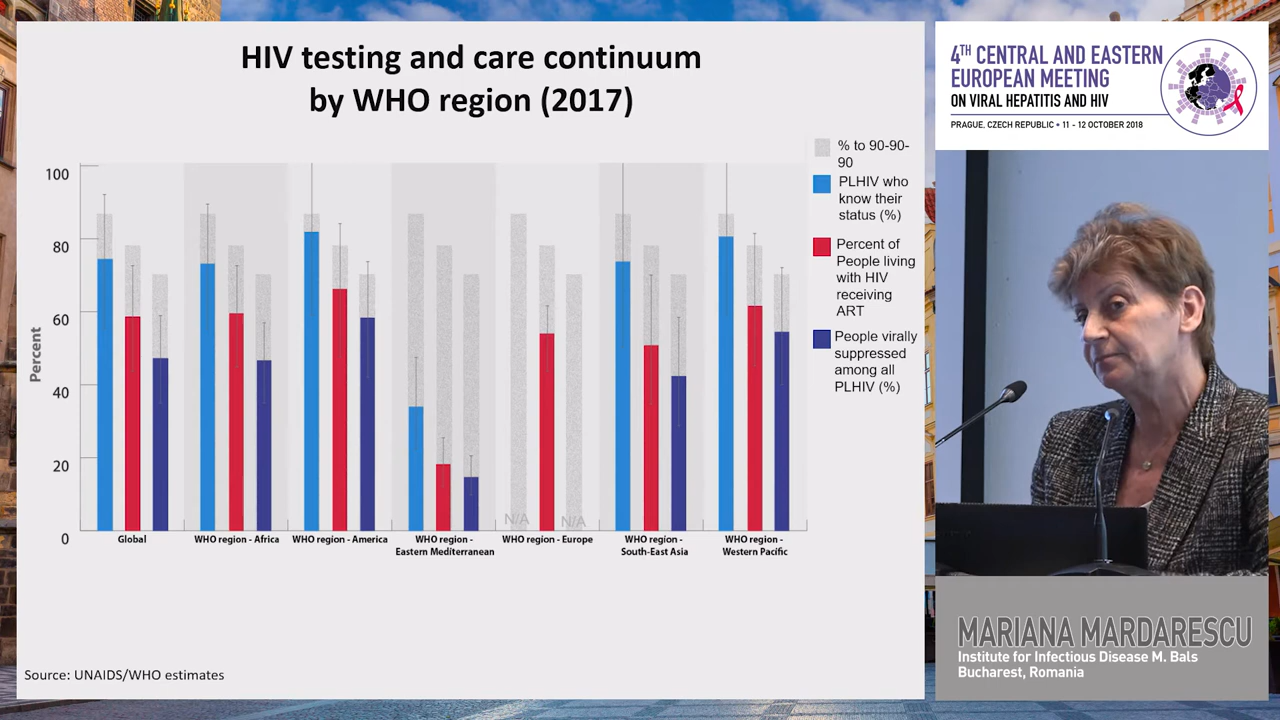 HIV testing and care continuum
by WHO region (2017)
% to 90-90-
90
PLHIV who
know their
status (%)
Percent of
People living
with HIV
receiving
ART
People virally
suppressed
among all
PLHIV (%)
Percent
100
80
60
40
20
0
N/A
N/A
Global
WHO region - Africa
WHO region - America
WHO region -
Eastern Mediterranean
WHO region - Europe
WHO region -
South-East Asia
WHO region -
Western Pacific
Source: UNAIDS/WHO estimates
4TH CENTRAL AND EASTERN
EUROPEAN MEETING
ON VIRAL HEPATITIS AND HIV
PRAGUE, CZECH REPUBLIC • 11 - 12 OCTOBER 2018
MARIANA MARDARESCU
Institute for Infectious Disease M. Bals
Bucharest, Romania